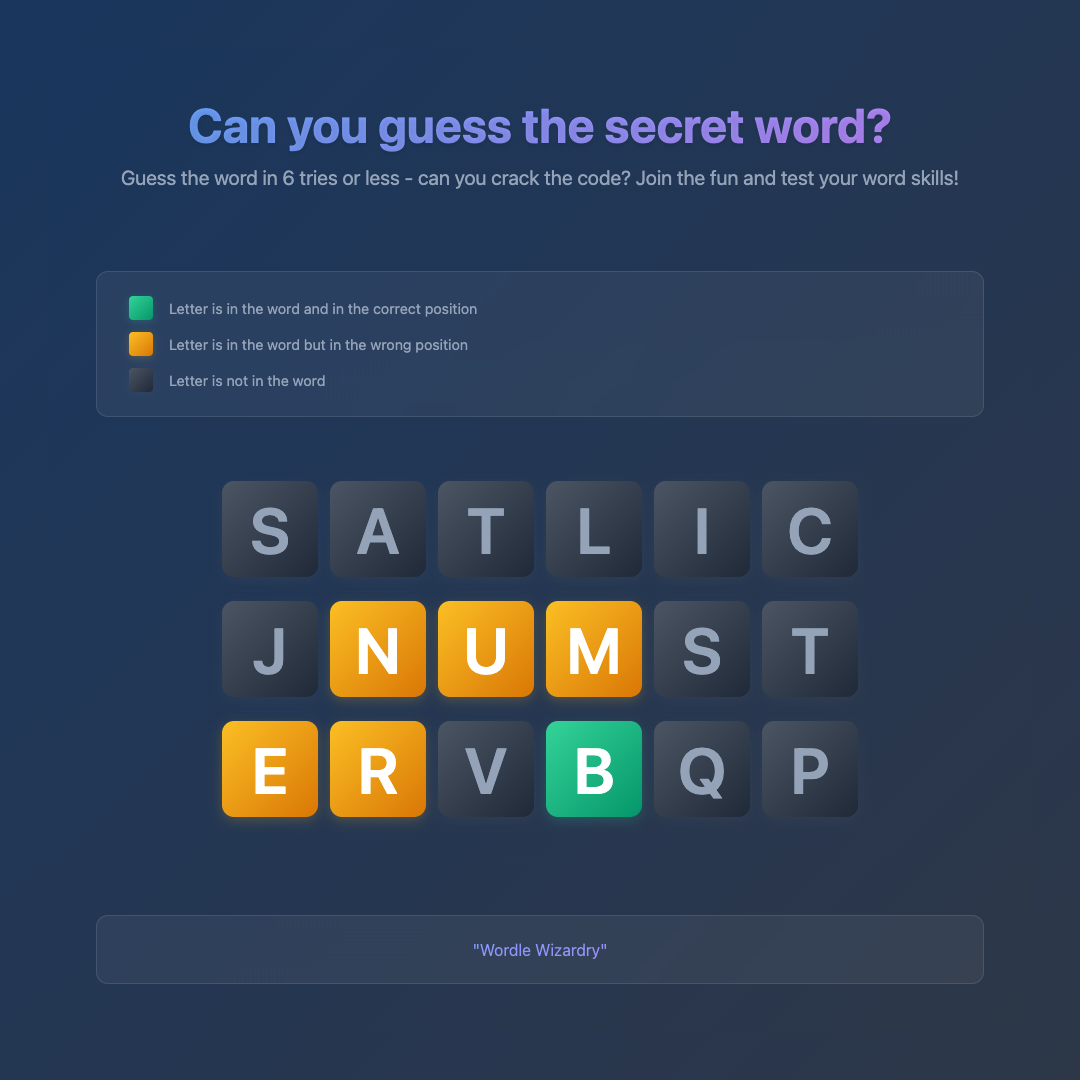 Can you guess the secret word?
Guess the word in 6 tries or less - can you crack the code? Join the fun and test your word skills!
Letter is in the word and in the correct position
Letter is in the word but in the wrong position
Letter is not in the word
S A T L I C
J N U M S T
E R V B Q P
"Wordle Wizardry"